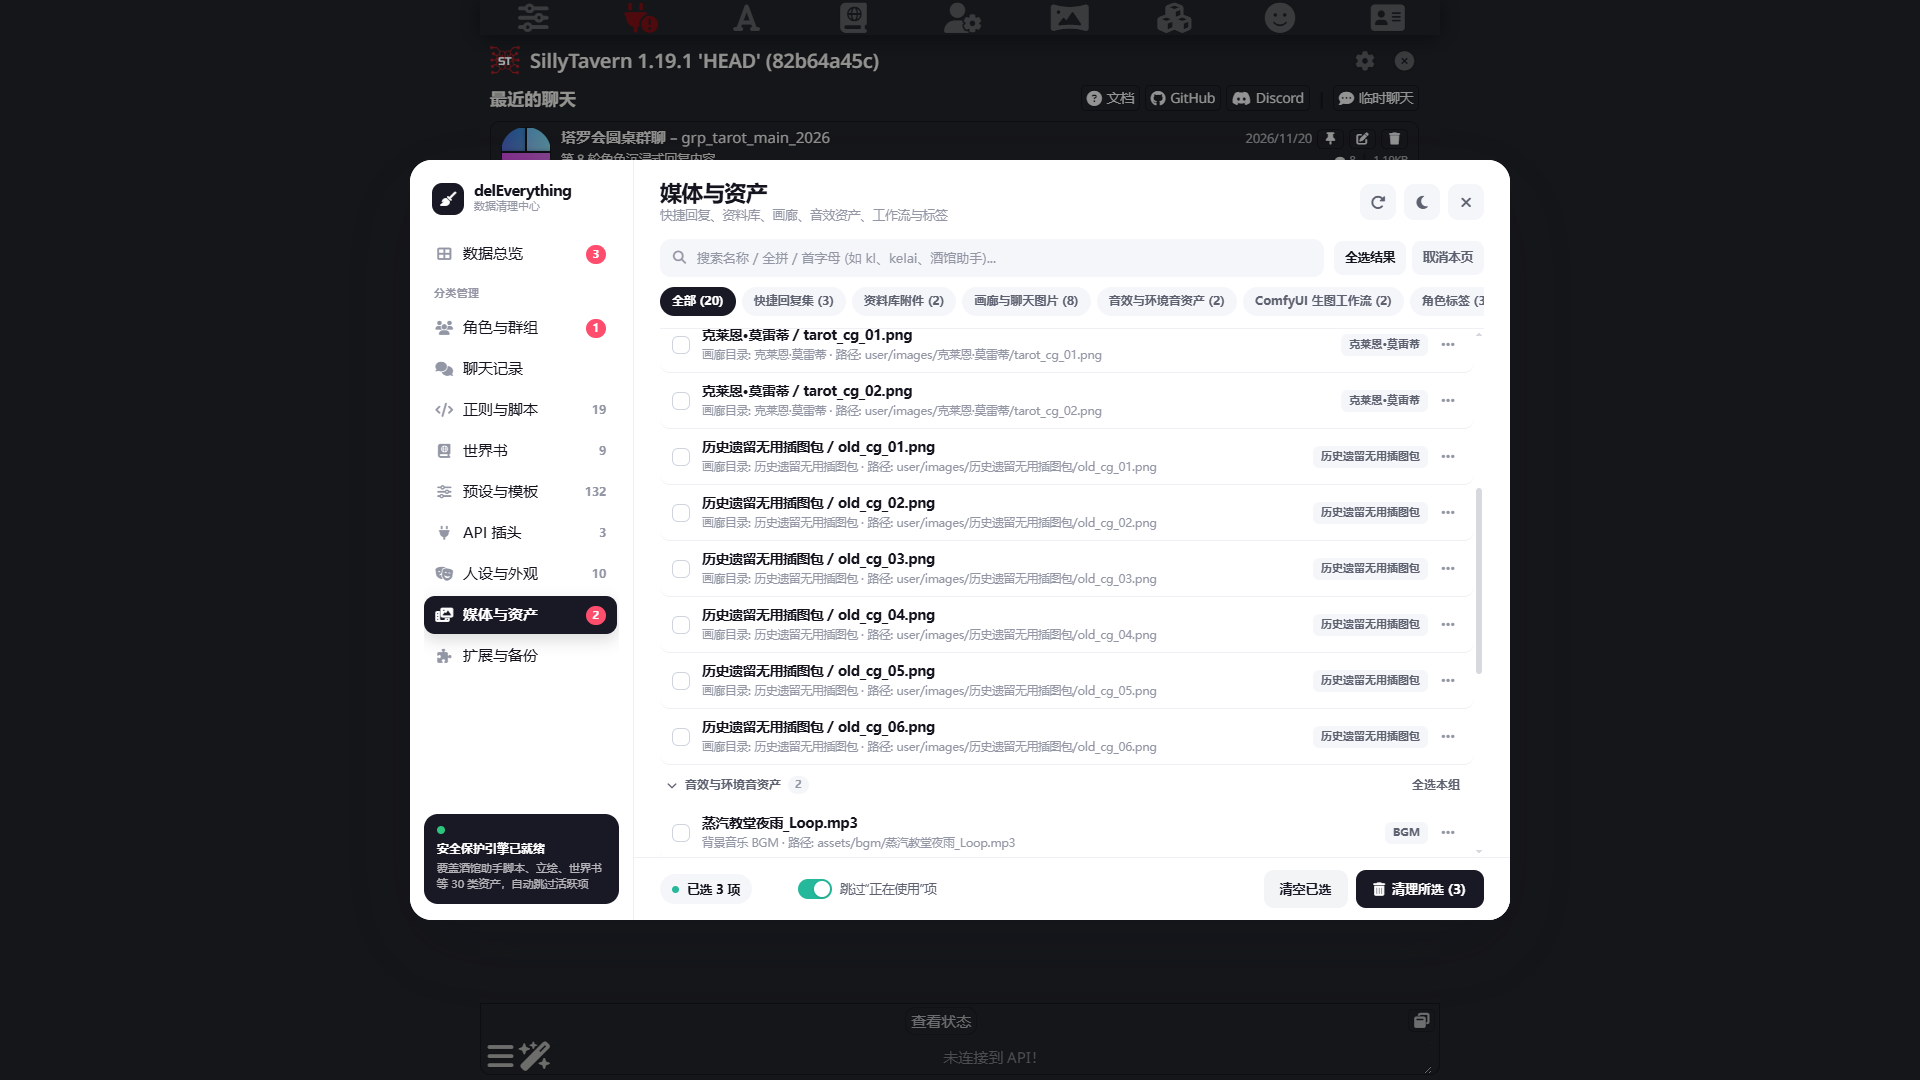 SillyTavern 1.19.1 'HEAD' (82b64a45c)
最近的聊天
文档
GitHub
Discord
临时聊天
塔罗会圆桌群聊 – grp_tarot_main_2026
2026/11/20
delEverything
数据清理中心
数据总览
3
分类管理
角色与群组
1
聊天记录
正则与脚本
19
世界书
9
预设与模板
132
API 插头
3
人设与外观
10
媒体与资产
2
扩展与备份
安全保护引擎已就绪
覆盖酒馆助手脚本、立绘、世界书
等 30 类资产，自动跳过活跃项
媒体与资产
快捷回复、资料库、画廊、音效资产、工作流与标签
搜索名称 / 全拼 / 首字母 (如 kl、kelai、酒馆助手)...
全选结果
取消本页
全部 (20)
快捷回复集 (3)
资料库附件 (2)
画廊与聊天图片 (8)
音效与环境音资产 (2)
ComfyUI 生图工作流 (2)
角色标签 (3
克莱恩•莫雷蒂 / tarot_cg_01.png
画廊目录: 克莱恩·莫雷蒂 · 路径: user/images/克莱恩·莫雷蒂/tarot_cg_01.png
克莱恩•莫雷蒂
克莱恩•莫雷蒂 / tarot_cg_02.png
画廊目录: 克莱恩·莫雷蒂 · 路径: user/images/克莱恩·莫雷蒂/tarot_cg_02.png
克莱恩•莫雷蒂
历史遗留无用插图包 / old_cg_01.png
画廊目录: 历史遗留无用插图包 · 路径: user/images/历史遗留无用插图包/old_cg_01.png
历史遗留无用插图包
历史遗留无用插图包 / old_cg_02.png
画廊目录: 历史遗留无用插图包 · 路径: user/images/历史遗留无用插图包/old_cg_02.png
历史遗留无用插图包
历史遗留无用插图包 / old_cg_03.png
画廊目录: 历史遗留无用插图包 · 路径: user/images/历史遗留无用插图包/old_cg_03.png
历史遗留无用插图包
历史遗留无用插图包 / old_cg_04.png
画廊目录: 历史遗留无用插图包 · 路径: user/images/历史遗留无用插图包/old_cg_04.png
历史遗留无用插图包
历史遗留无用插图包 / old_cg_05.png
画廊目录: 历史遗留无用插图包 · 路径: user/images/历史遗留无用插图包/old_cg_05.png
历史遗留无用插图包
历史遗留无用插图包 / old_cg_06.png
画廊目录: 历史遗留无用插图包 · 路径: user/images/历史遗留无用插图包/old_cg_06.png
历史遗留无用插图包
音效与环境音资产 2
全选本组
蒸汽教堂夜雨_Loop.mp3
背景音乐 BGM · 路径: assets/bgm/蒸汽教堂夜雨_Loop.mp3
BGM
已选 3 项
跳过“正在使用”项
清空已选
清理所选 (3)
查看状态
未连接到 API!